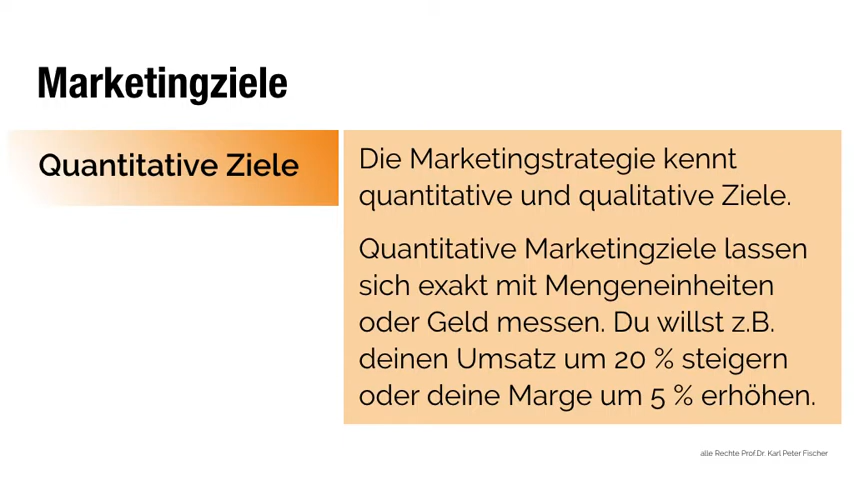 Marketingziele
Quantitative Ziele
Die Marketingstrategie kennt
quantitative und qualitative Ziele.
Quantitative Marketingziele lassen
sich exakt mit Mengeneinheiten
oder Geld messen. Du willst z.B.
deinen Umsatz um 20 % steigern
oder deine Marge um 5 % erhöhen.
alle Rechte Prof.Dr. Karl Peter Fischer